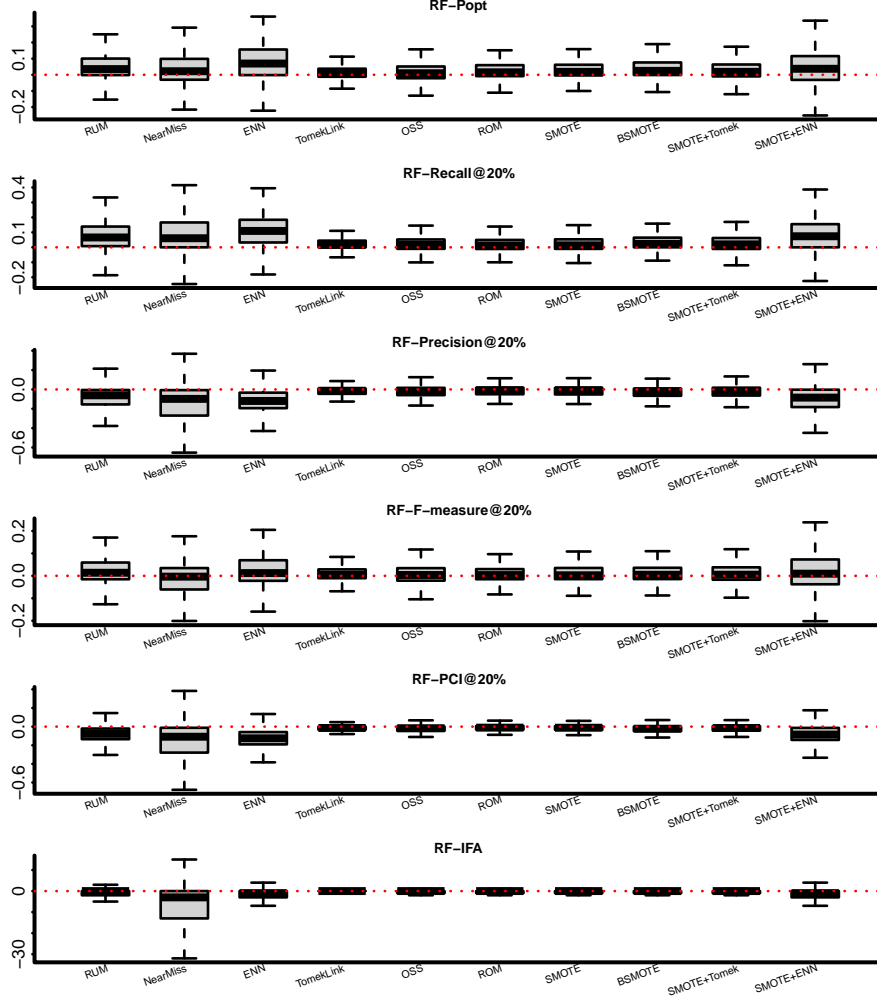 RF−Popt
0.1
−0.2
RUM NearMiss ENN TomekLink OSS ROM SMOTE BSMOTE SMOTE+Tomek SMOTE+ENN
RF−Recall@20%
0.4
0.1
−0.2
RUM NearMiss ENN TomekLink OSS ROM SMOTE BSMOTE SMOTE+Tomek SMOTE+ENN
RF−Precision@20%
0.0
−0.6
RUM NearMiss ENN TomekLink OSS ROM SMOTE BSMOTE SMOTE+Tomek SMOTE+ENN
RF−F−measure@20%
0.2
0.0
−0.2
RUM NearMiss ENN TomekLink OSS ROM SMOTE BSMOTE SMOTE+Tomek SMOTE+ENN
RF−PCI@20%
0.0
−0.6
RUM NearMiss ENN TomekLink OSS ROM SMOTE BSMOTE SMOTE+Tomek SMOTE+ENN
RF−IFA
0
−30
RUM NearMiss ENN TomekLink OSS ROM SMOTE BSMOTE SMOTE+Tomek SMOTE+ENN